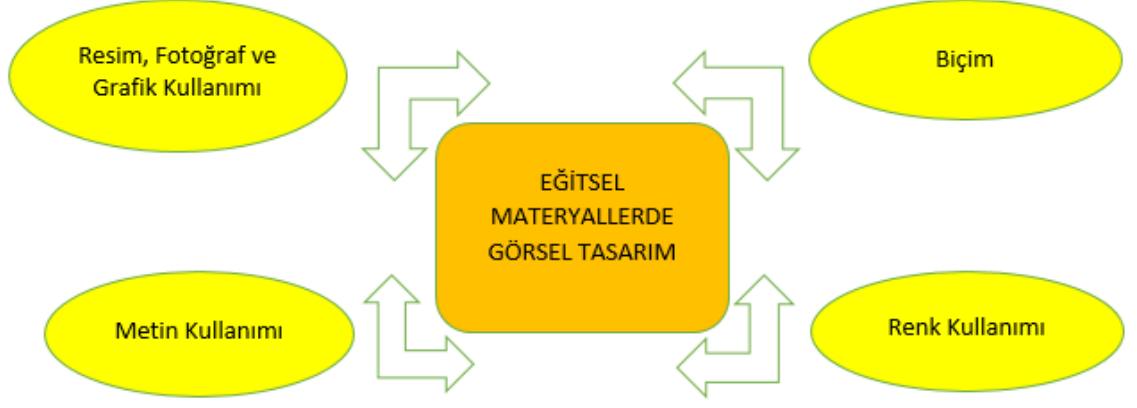 Resim, Fotoğraf ve
Grafik Kullanımı
Biçim
EĞİTSEL
MATERYALLERDE
GÖRSEL TASARIM
Metin Kullanımı
Renk Kullanımı